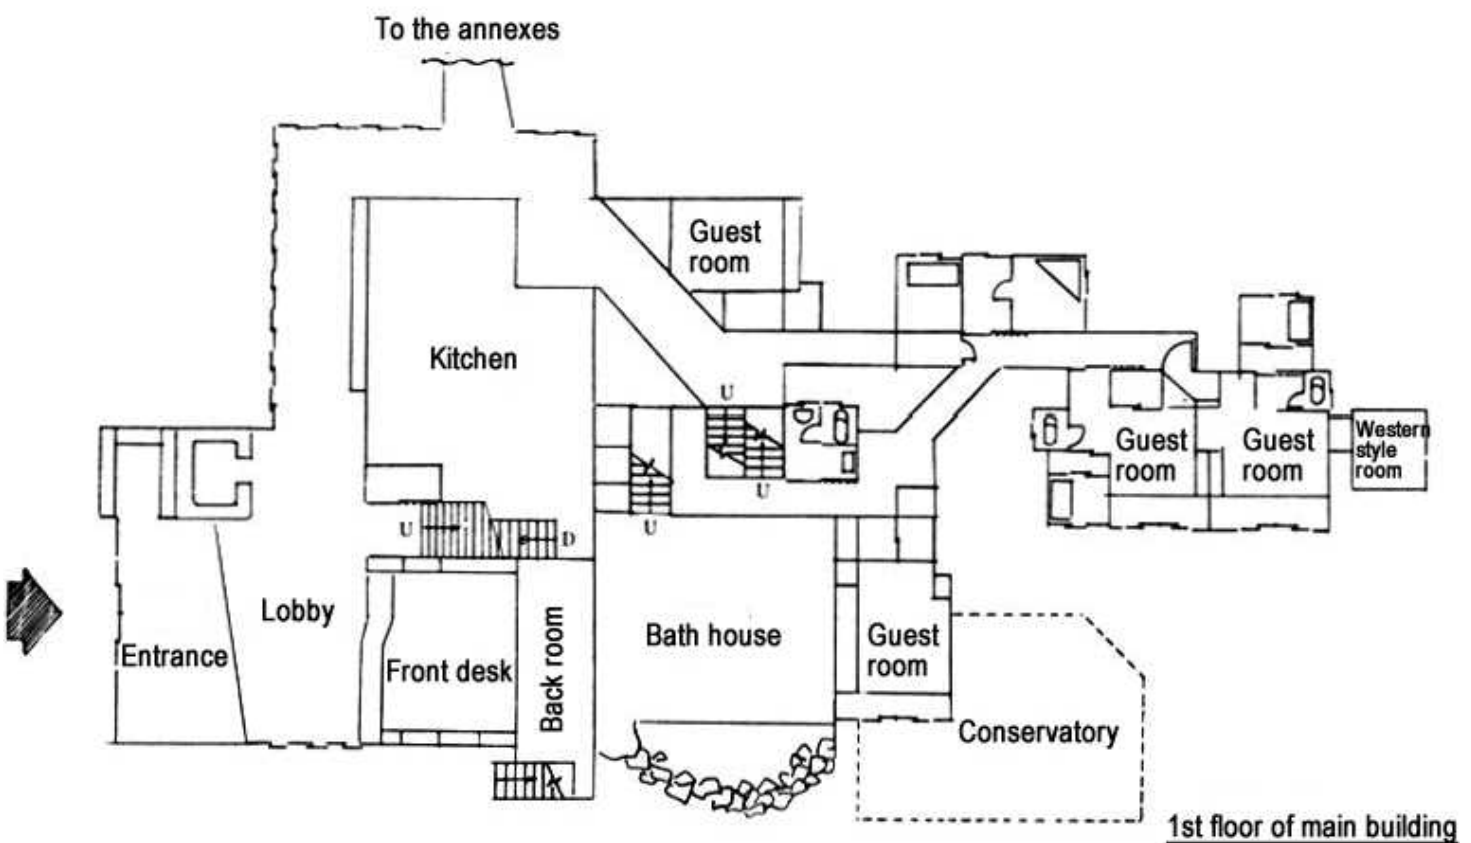 To the annexes
Guest
room
Kitchen
U
Guest
room
Guest
room
Western
style
room
U
U
U
D
Lobby
Entrance
Front desk
Back room
Bath house
Guest
room
Conservatory
1st floor of main building